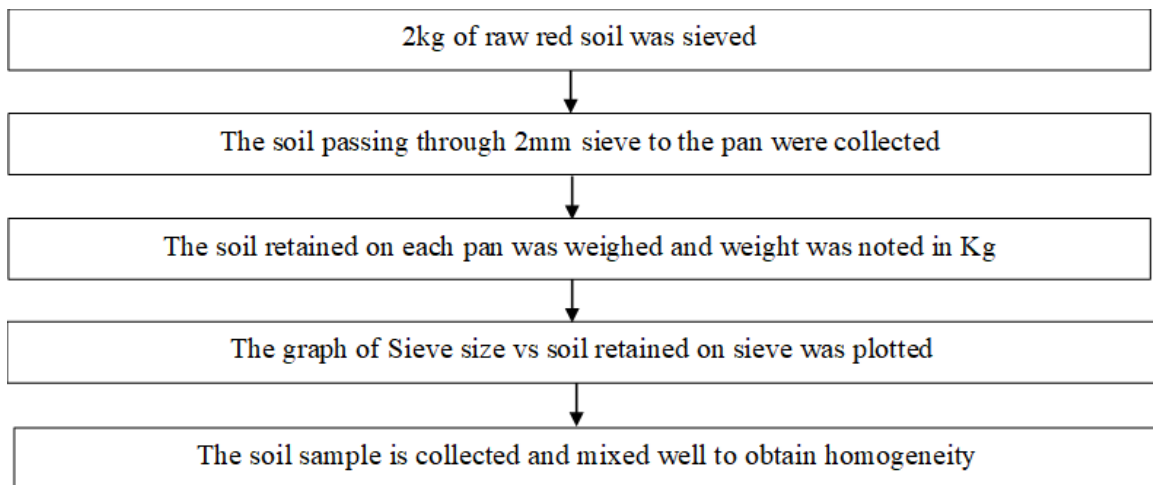 2kg of raw red soil was sieved
The soil passing through 2mm sieve to the pan were collected
The soil retained on each pan was weighed and weight was noted in Kg
The graph of Sieve size vs soil retained on sieve was plotted
The soil sample is collected and mixed well to obtain homogeneity